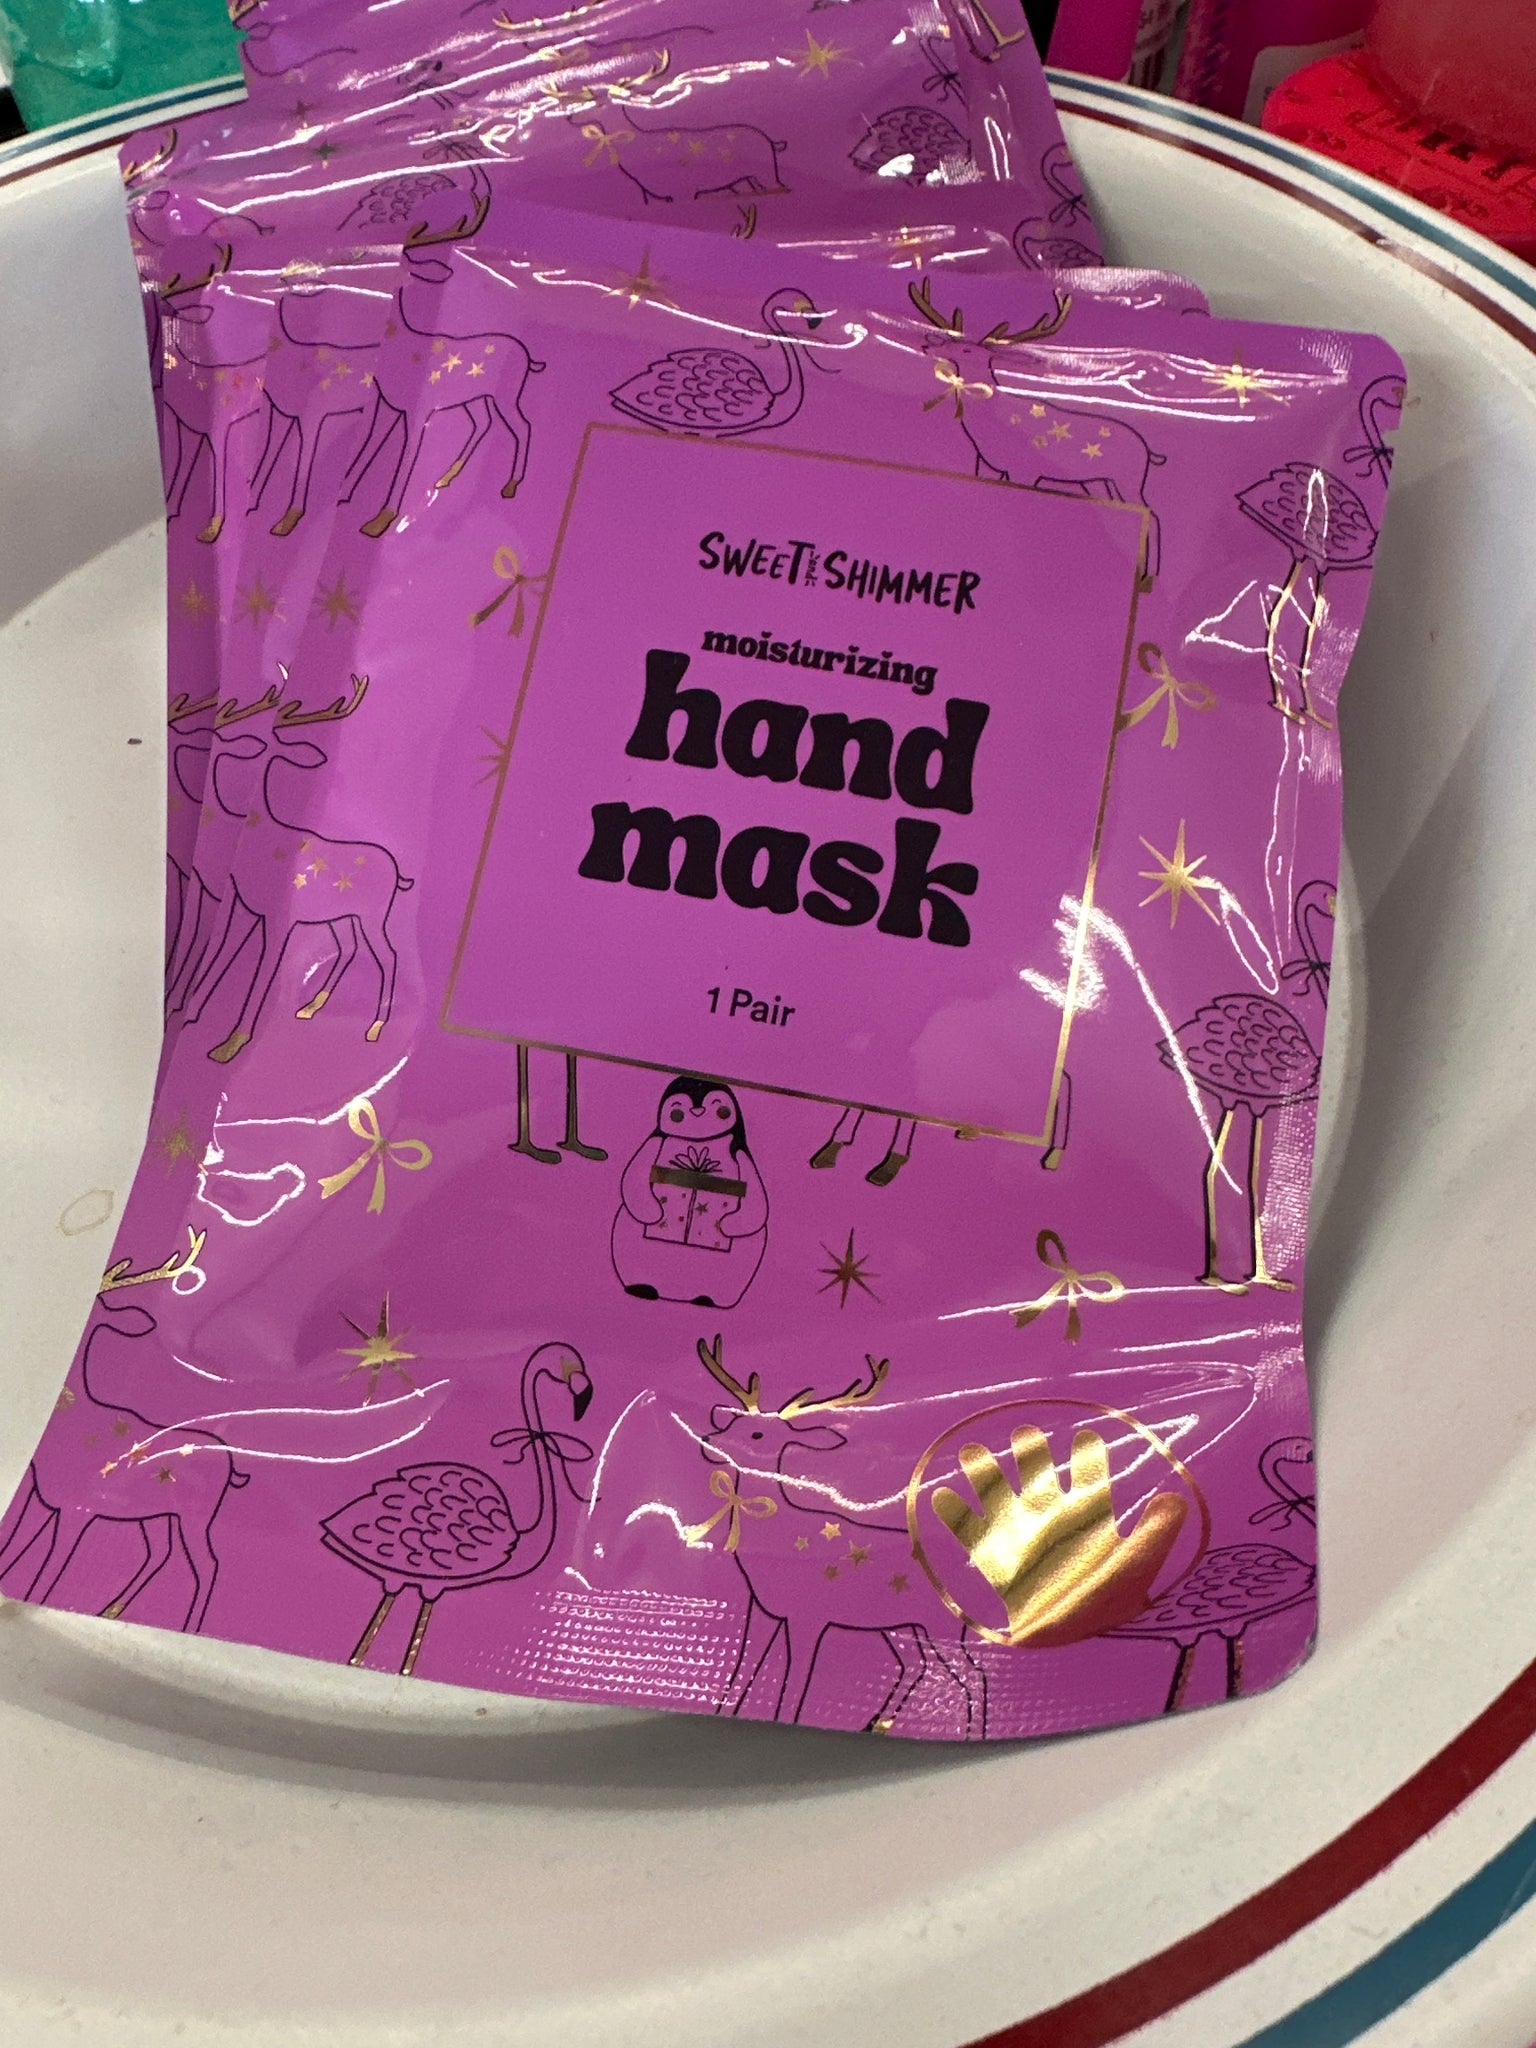 SWEET & SHIMMER
moisturizing
hand
mask
1 Pair